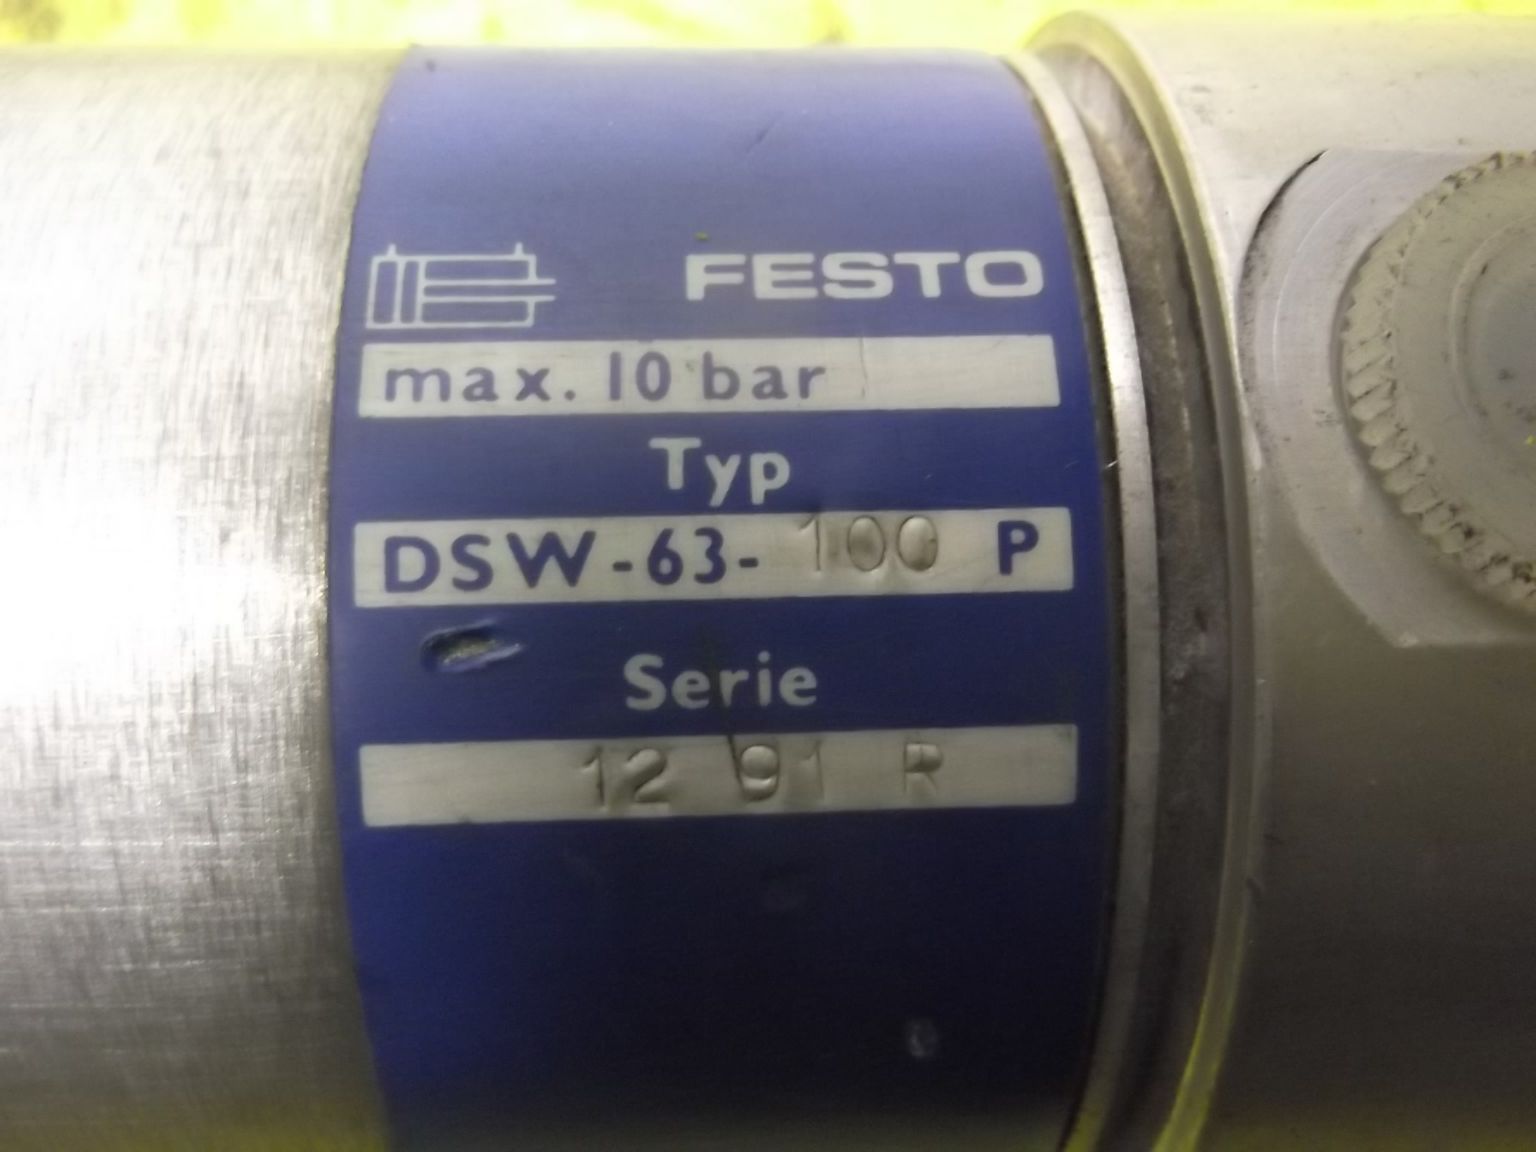 FESTO
max. 10 bar
Typ
DSW-63-100 P
Serie
12 91 R